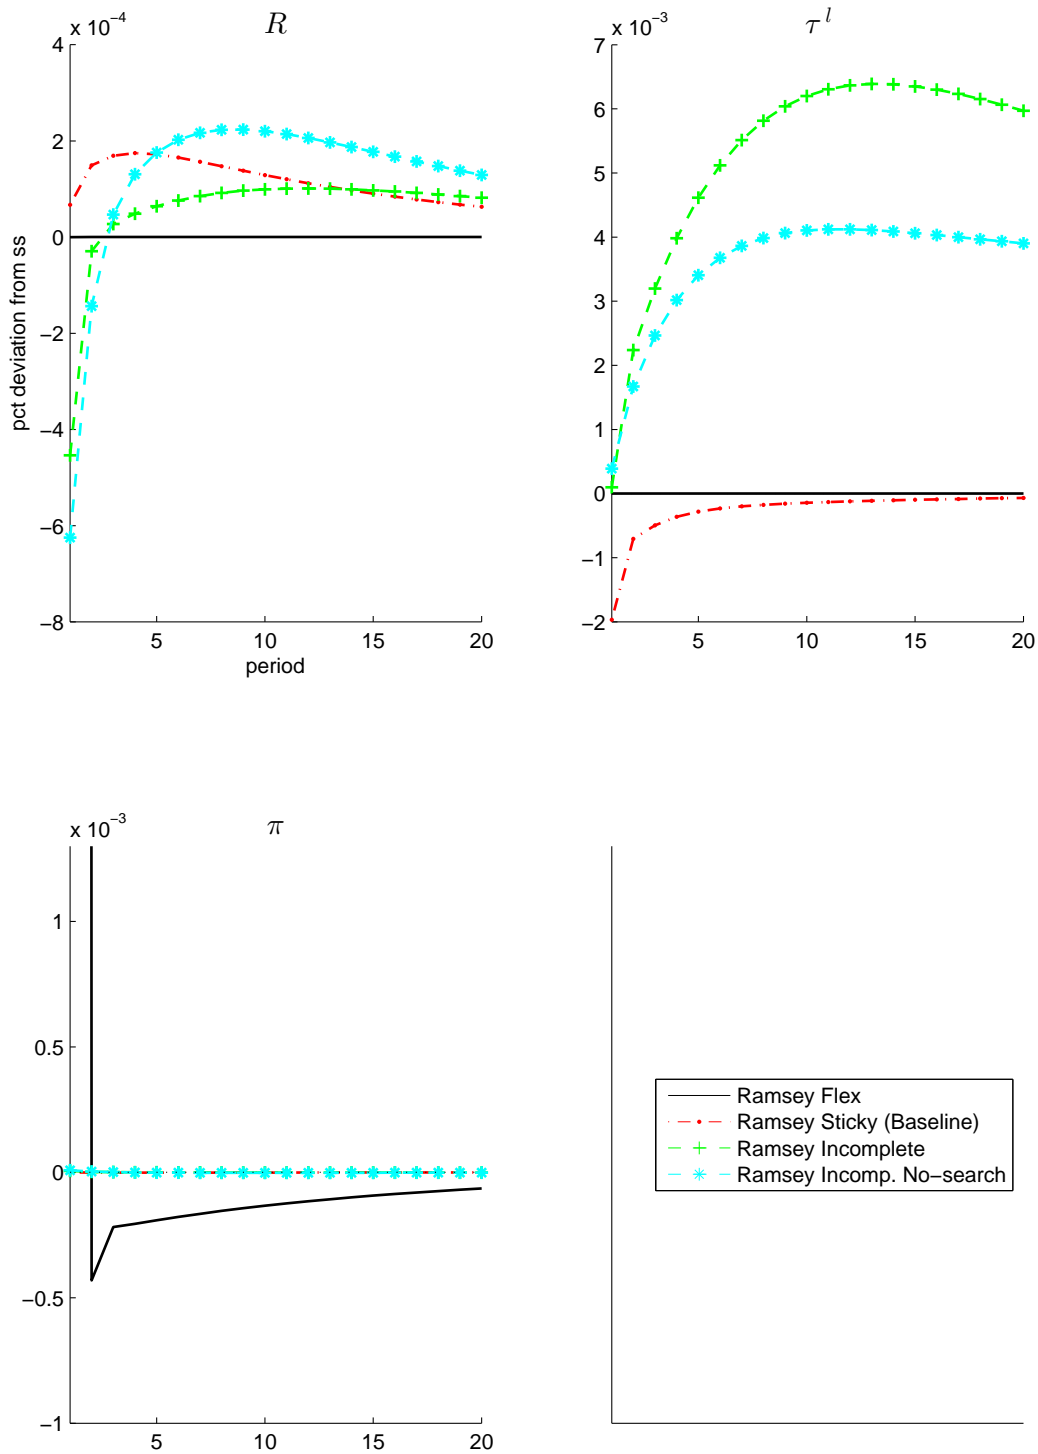 x 10−4
R
4
2
0
−2
−4
−6
−8
5 10 15 20
period
pct deviation from ss
x 10−3
τ l
7
6
5
4
3
2
1
0
−1
−2
5 10 15 20
x 10−3
π
1
0.5
0
−0.5
−1
5 10 15 20
Ramsey Flex
Ramsey Sticky (Baseline)
Ramsey Incomplete
Ramsey Incomp. No−search